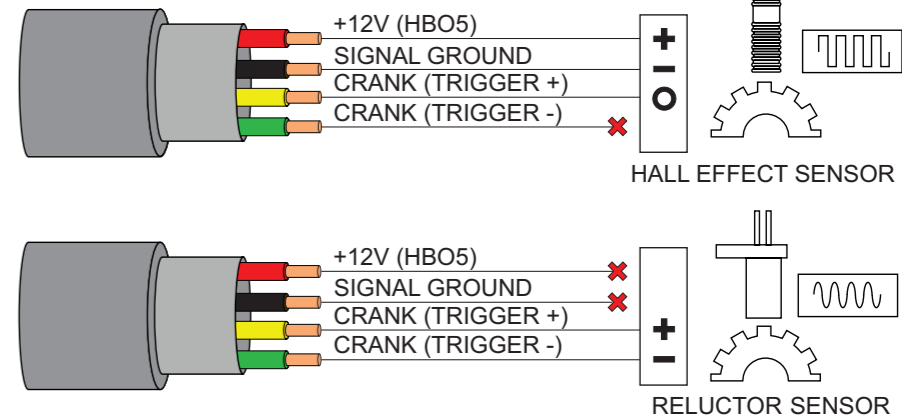 +12V (HBO5)
SIGNAL GROUND
CRANK (TRIGGER +)
CRANK (TRIGGER -)
+
−
O
HALL EFFECT SENSOR
+12V (HBO5)
SIGNAL GROUND
CRANK (TRIGGER +)
CRANK (TRIGGER -)
+
−
RELUCTOR SENSOR